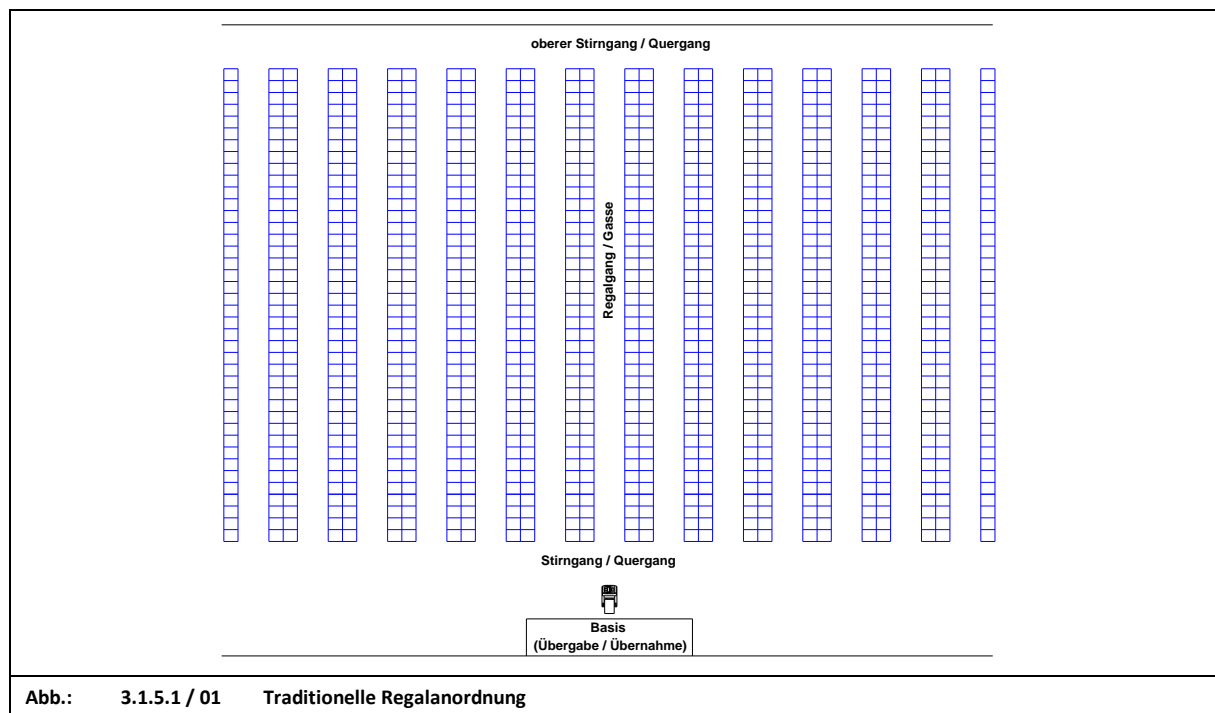 oberer Stirngang / Quergang
Regalgang / Gasse
Stirngang / Quergang
Basis
(Übergabe / Übernahme)
Abb.: 3.1.5.1 / 01 Traditionelle Regalanordnung